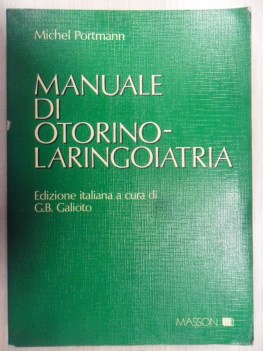 Michel Portmann
MANUALE
DI
OTORINO-
LARINGOIATRIA
Edizione italiana a cura di
G.B. Galioto
MASSON